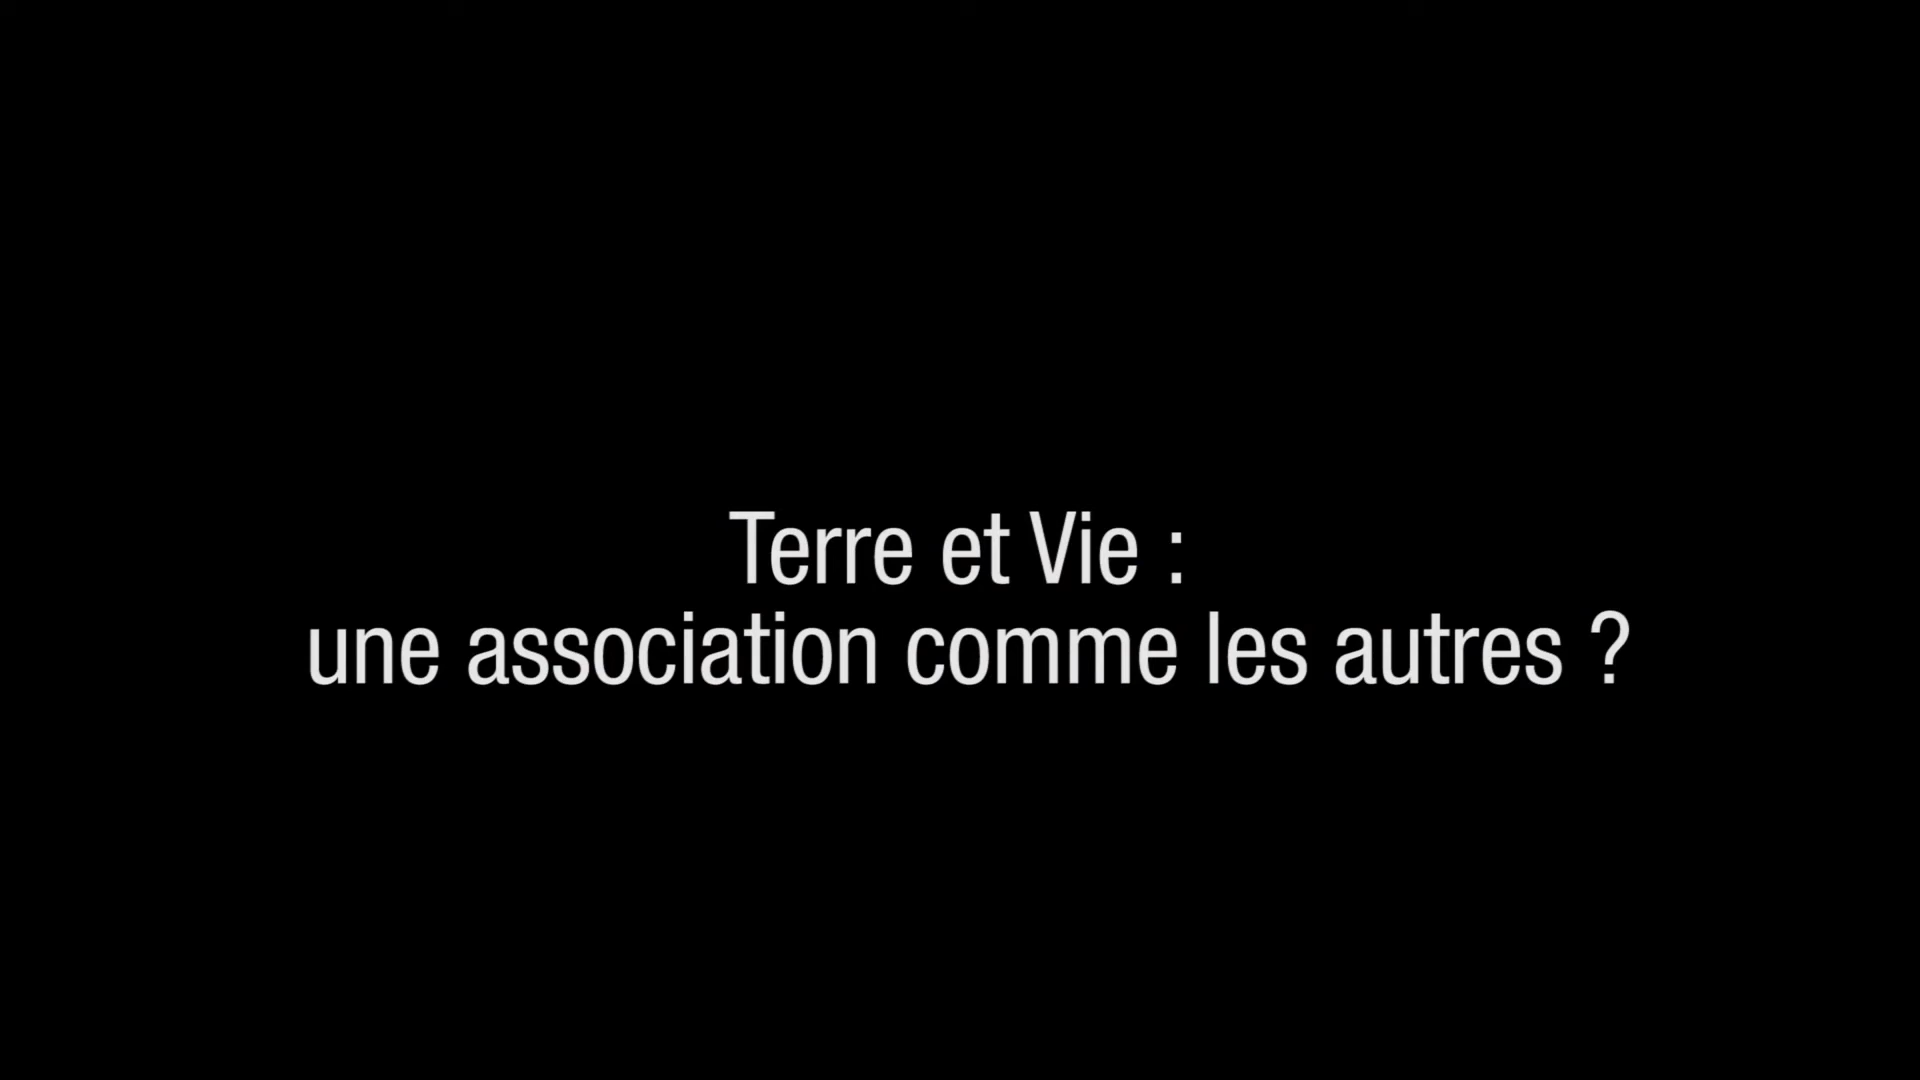 Terre et Vie :
une association comme les autres ?